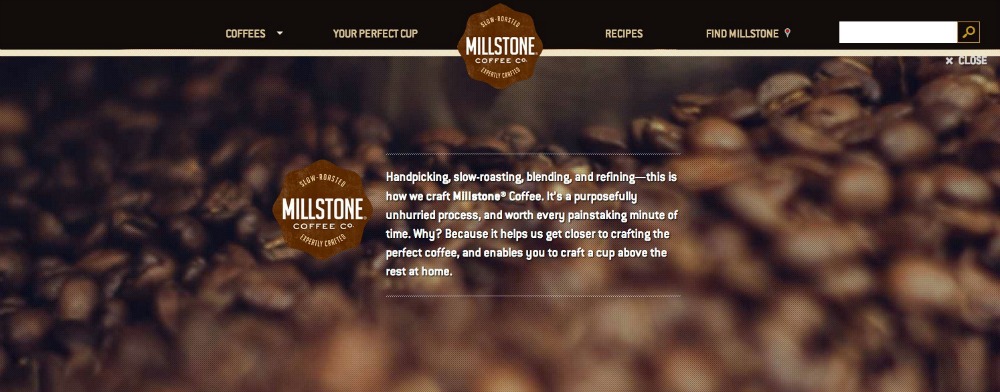 COFFEES
YOUR PERFECT CUP
SLOW-ROASTED
MILLSTONE
COFFEE CO.
EXPERTLY CRAFTED
RECIPES
FIND MILLSTONE
× CLOSE
SLOW-ROASTED
MILLSTONE
COFFEE CO.
EXPERTLY CRAFTED
Handpicking, slow-roasting, blending, and refining—this is
how we craft Millstone® Coffee. It's a purposefully
unhurried process, and worth every painstaking minute of
time. Why? Because it helps us get closer to crafting the
perfect coffee, and enables you to craft a cup above the
rest at home.